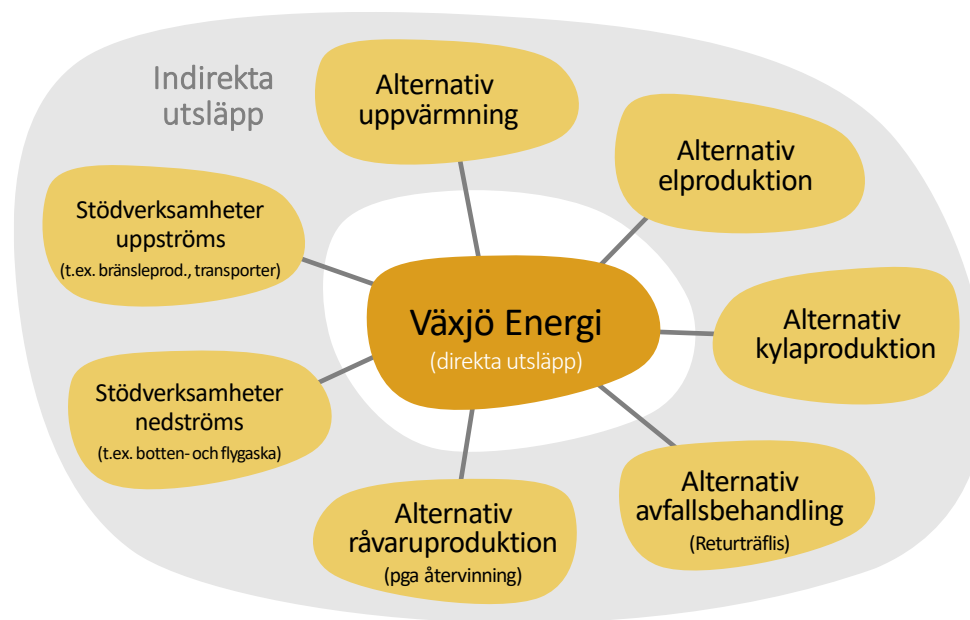 Indirekta
utsläpp
Alternativ
uppvärmning
Alternativ
elproduktion
Stödverksamheter
uppströms
(t.ex. bränsleprod., transporter)
Växjö Energi
(direkta utsläpp)
Alternativ
kylaproduktion
Stödverksamheter
nedströms
(t.ex. botten- och flygaska)
Alternativ
råvaruproduktion
(pga återvinning)
Alternativ
avfallsbehandling
(Returträflis)